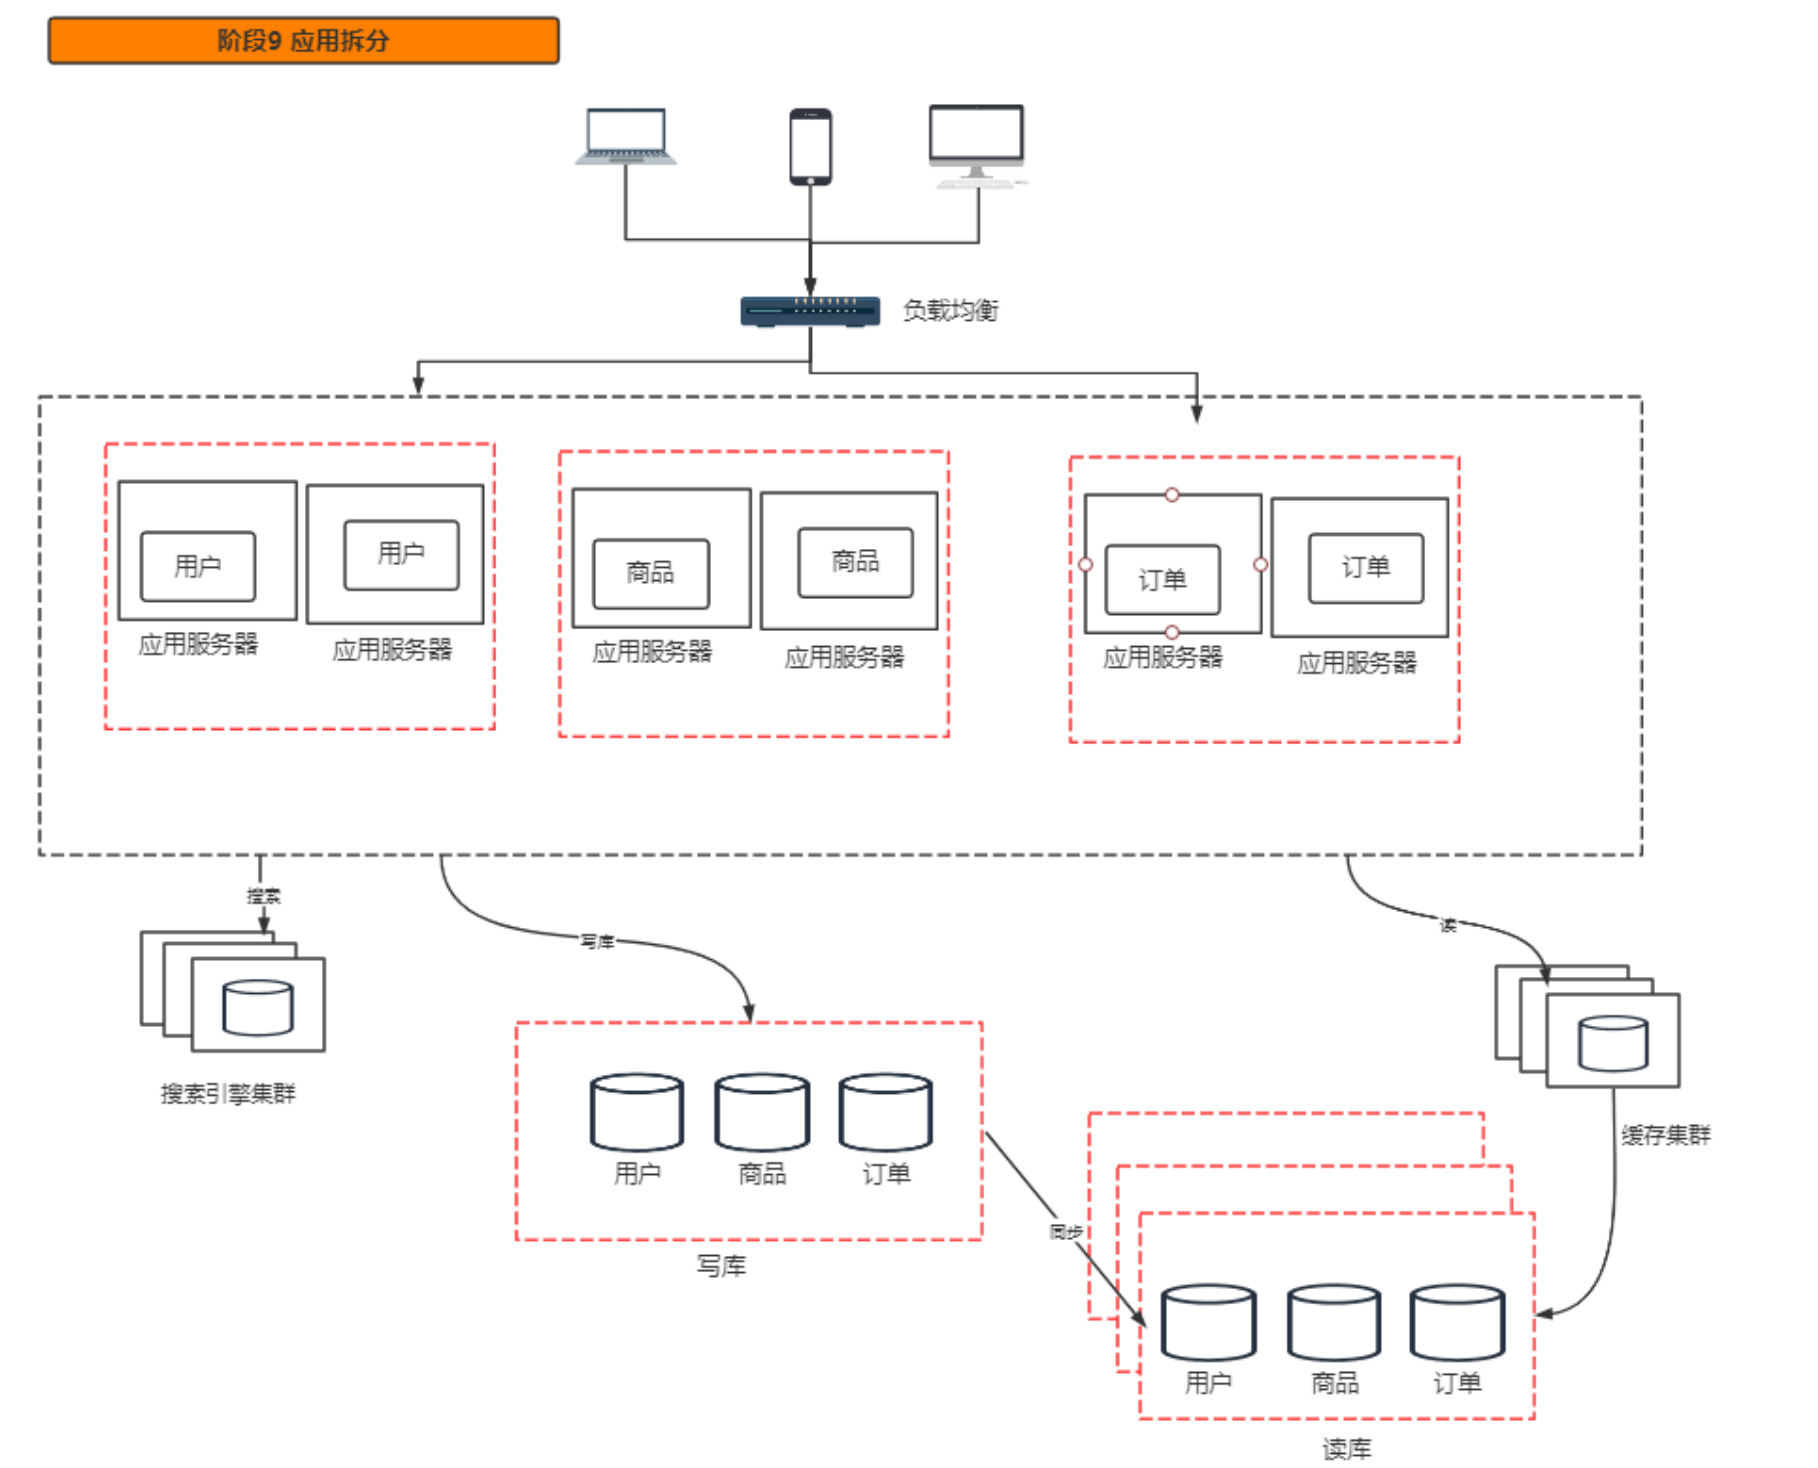 阶段9 应用拆分
负载均衡
用户
用户
商品
商品
订单
订单
应用服务器
应用服务器
应用服务器
应用服务器
应用服务器
应用服务器
搜索
写库
读
搜索引擎集群
缓存集群
用户
商品
订单
同步
写库
用户
商品
订单
读库